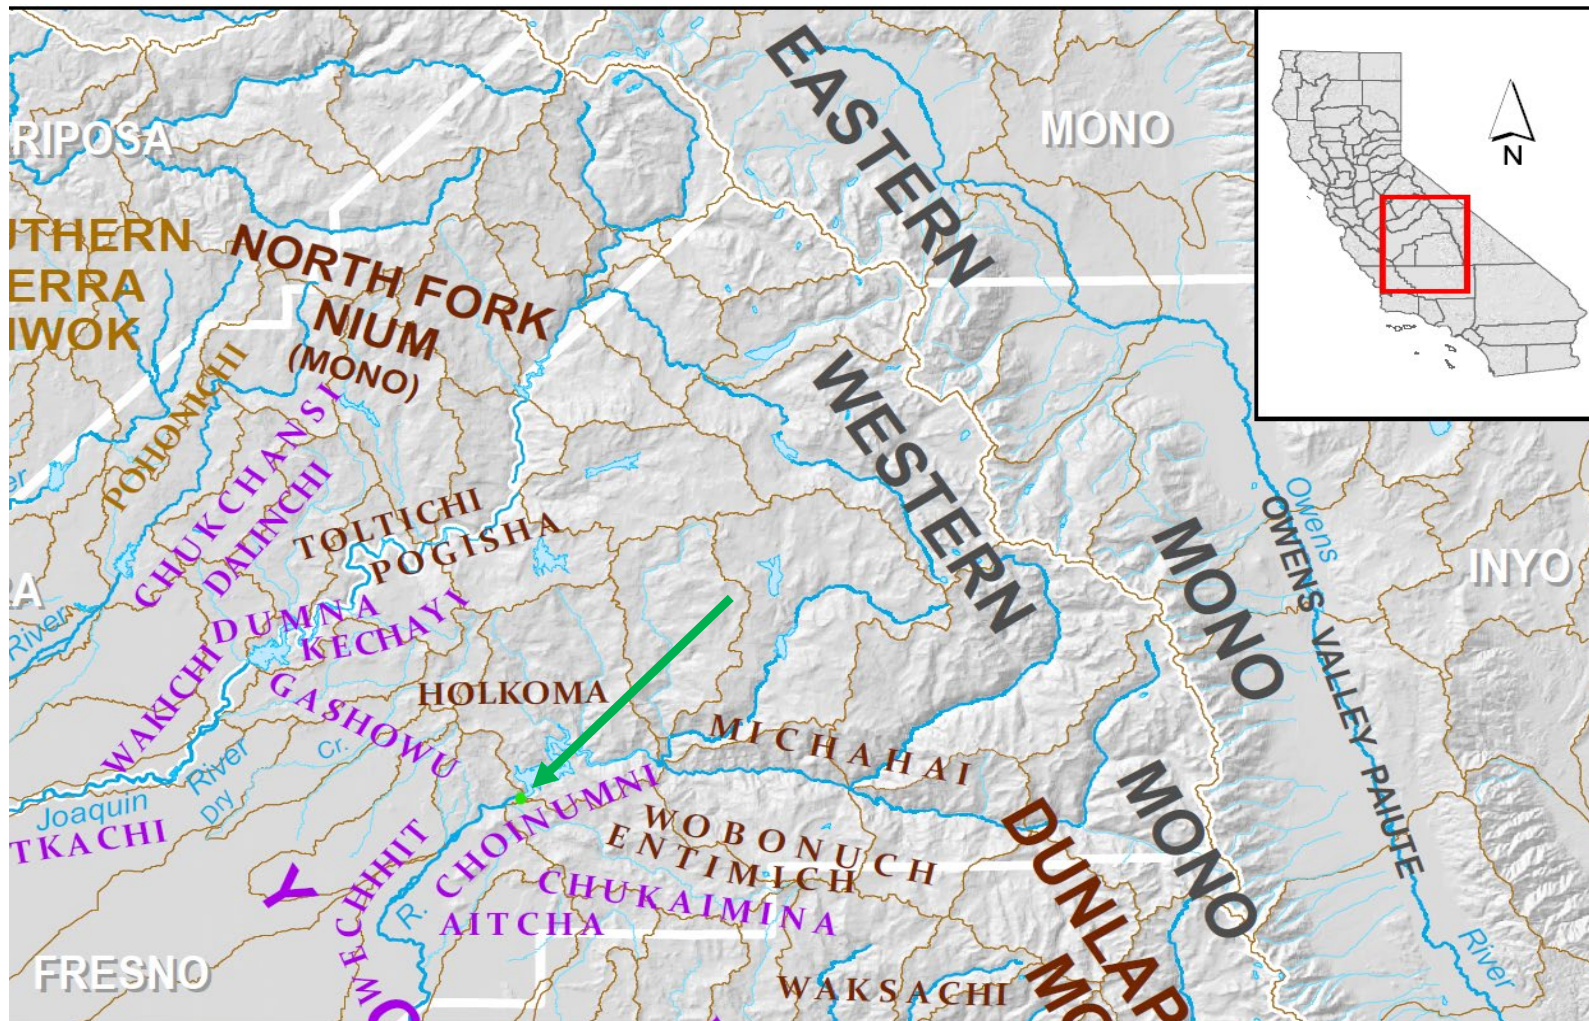 EASTERN
MONO
N
RIPOSA
UTHERN
ERRA
IWOK
NORTH FORK
NIUM
(MONO)
WESTERN
POHONICHI
CHUKCHANSI
DALINCHI
TOLTICHI
POGISHA
Owens
OWENS VALLEY PAIUTE
MONO
INYO
River
DUMNA
KECHAYI
WAKICHI
GASHOWU
HOLKOMA
MICHAHAI
River
Cr.
Dry
Joaquin
TKACHI
CHOINUMNI
WOBONUCH
ENTIMICH
MONO
DUNLAP
MO
Y
WECHIHIT
R.
CHUKAIMINA
AITCHA
FRESNO
WAKSACHI
River
O